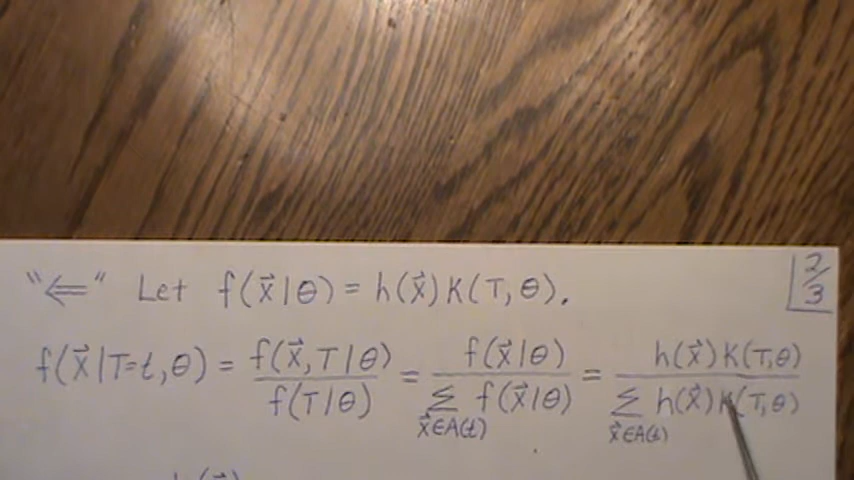 "⇐" Let f(x⃗|θ) = h(x⃗)K(T,θ).
2/3
f(x⃗|T=t,θ) = f(x⃗,T|θ) / f(T|θ) = f(x⃗|θ) / Σ_{x⃗∈A(t)} f(x⃗|θ) = h(x⃗)K(T,θ) / Σ_{x⃗∈A(t)} h(x⃗)K(T,θ)